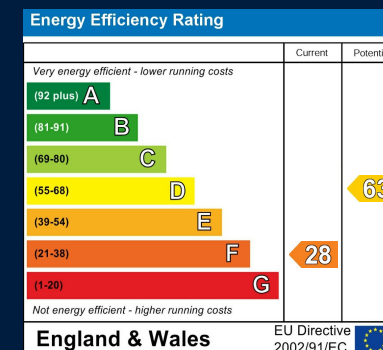 Energy Efficiency Rating
Current
Very energy efficient - lower running costs
(92 plus) A
(81-91) B
(69-80) C
(55-68) D
63
(39-54) E
(21-38) F 28
(1-20) G
Not energy efficient - higher running costs
England & Wales
EU Directive
2002/91/EC